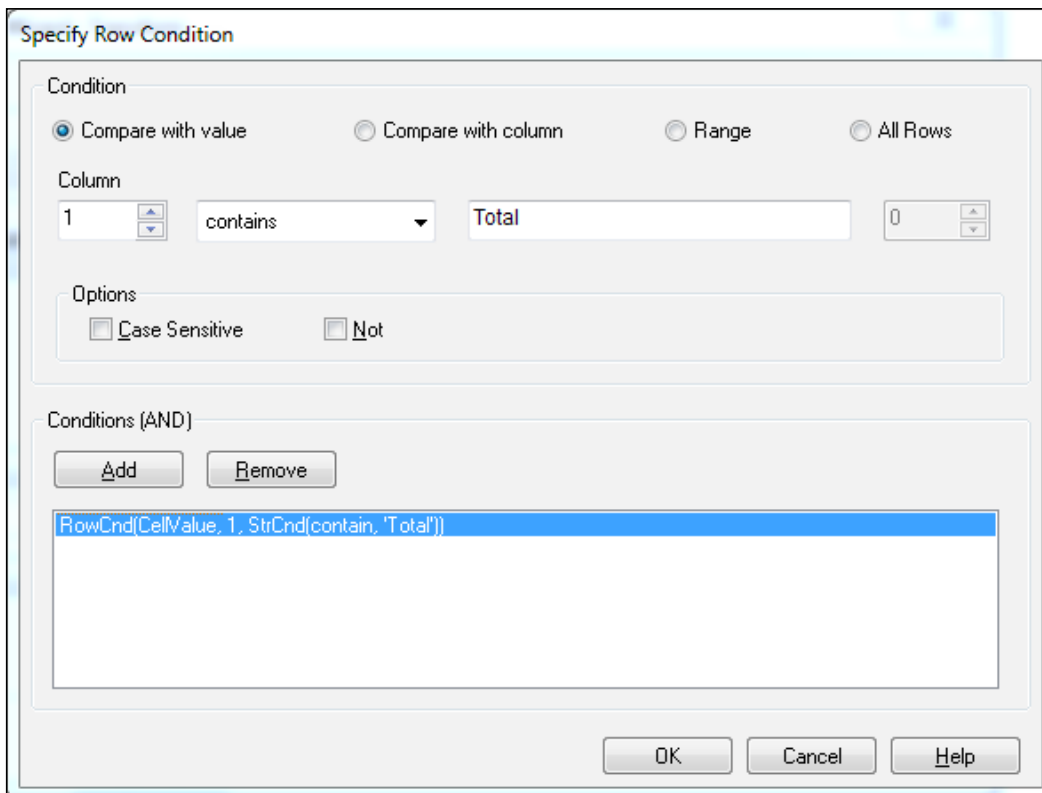 Specify Row Condition
Condition
Compare with value Compare with column Range All Rows
Column
1 contains Total 0
Options
Case Sensitive Not
Conditions (AND)
Add Remove
RowCnd(CellValue, 1, StrCnd(contain, 'Total'))
OK Cancel Help